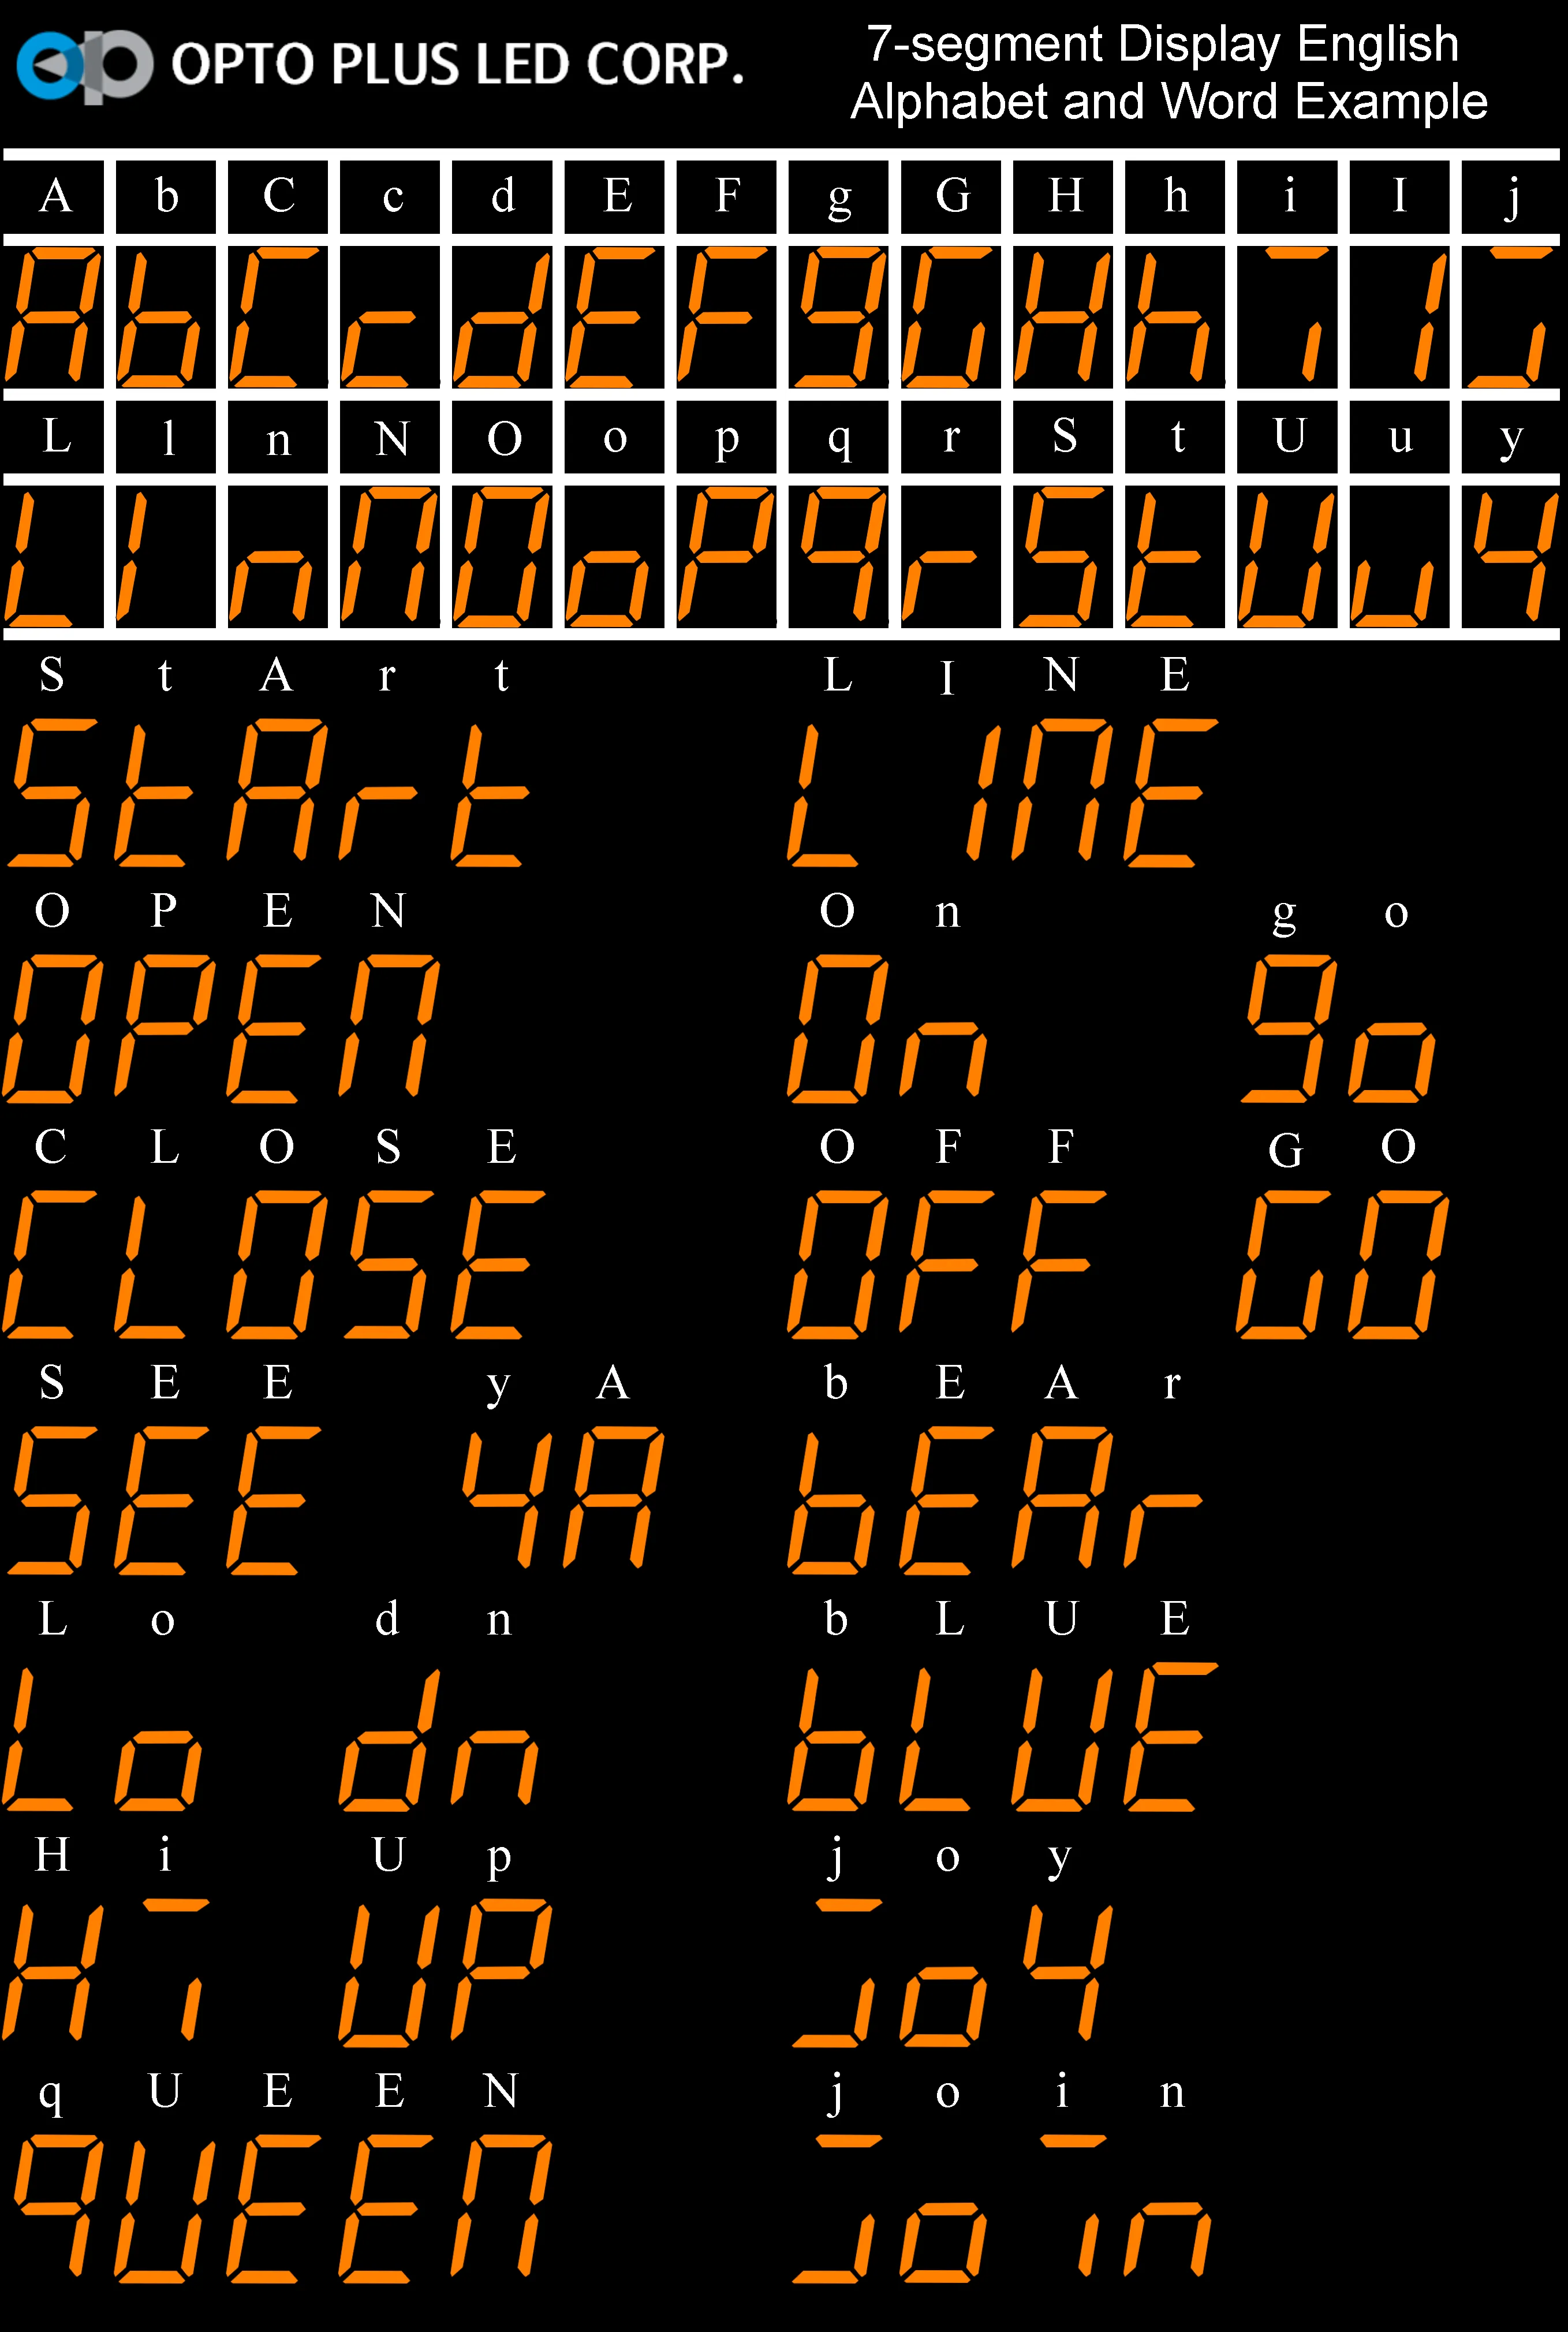 OPTO PLUS LED CORP.
7-segment Display English
Alphabet and Word Example
A b C c d E F g G H h i I j
A b C c d E F g G H h i I j
L l n N O o p q r S t U u y
L l n N O o P q r S t U u y
S t A r t L I N E
S t A r t L I N E
O P E N O n g o
O P E N O n g o
C L O S E O F F G O
C L O S E O F F G O
S E E y A b E A r
S E E y A b E A r
L o d n b L U E
L o d n b L U E
H i U p j o y
H i U P j o y
q U E E N j o i n
q U E E N j o i n